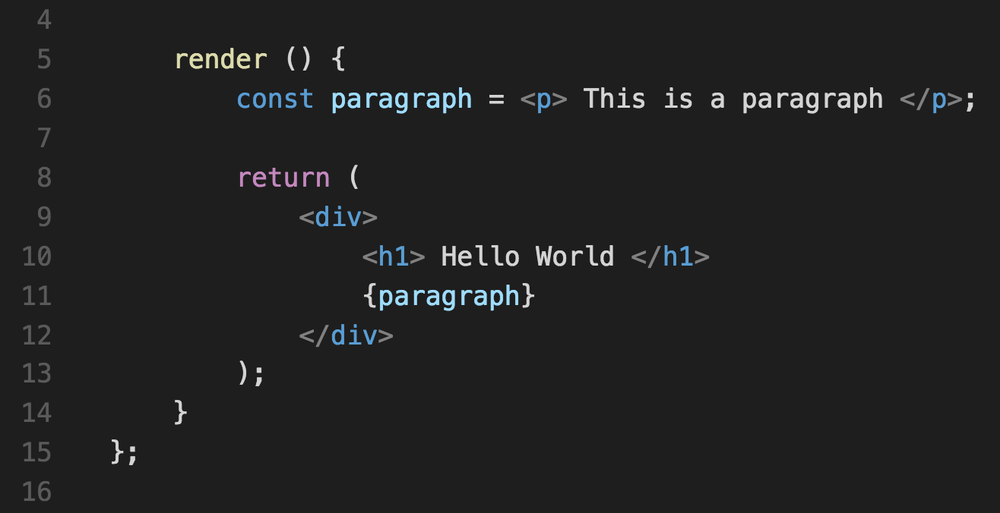 4
5 render () {
6 const paragraph = <p> This is a paragraph </p>;
7
8 return (
9 <div>
10 <h1> Hello World </h1>
11 {paragraph}
12 </div>
13 );
14 }
15 };
16